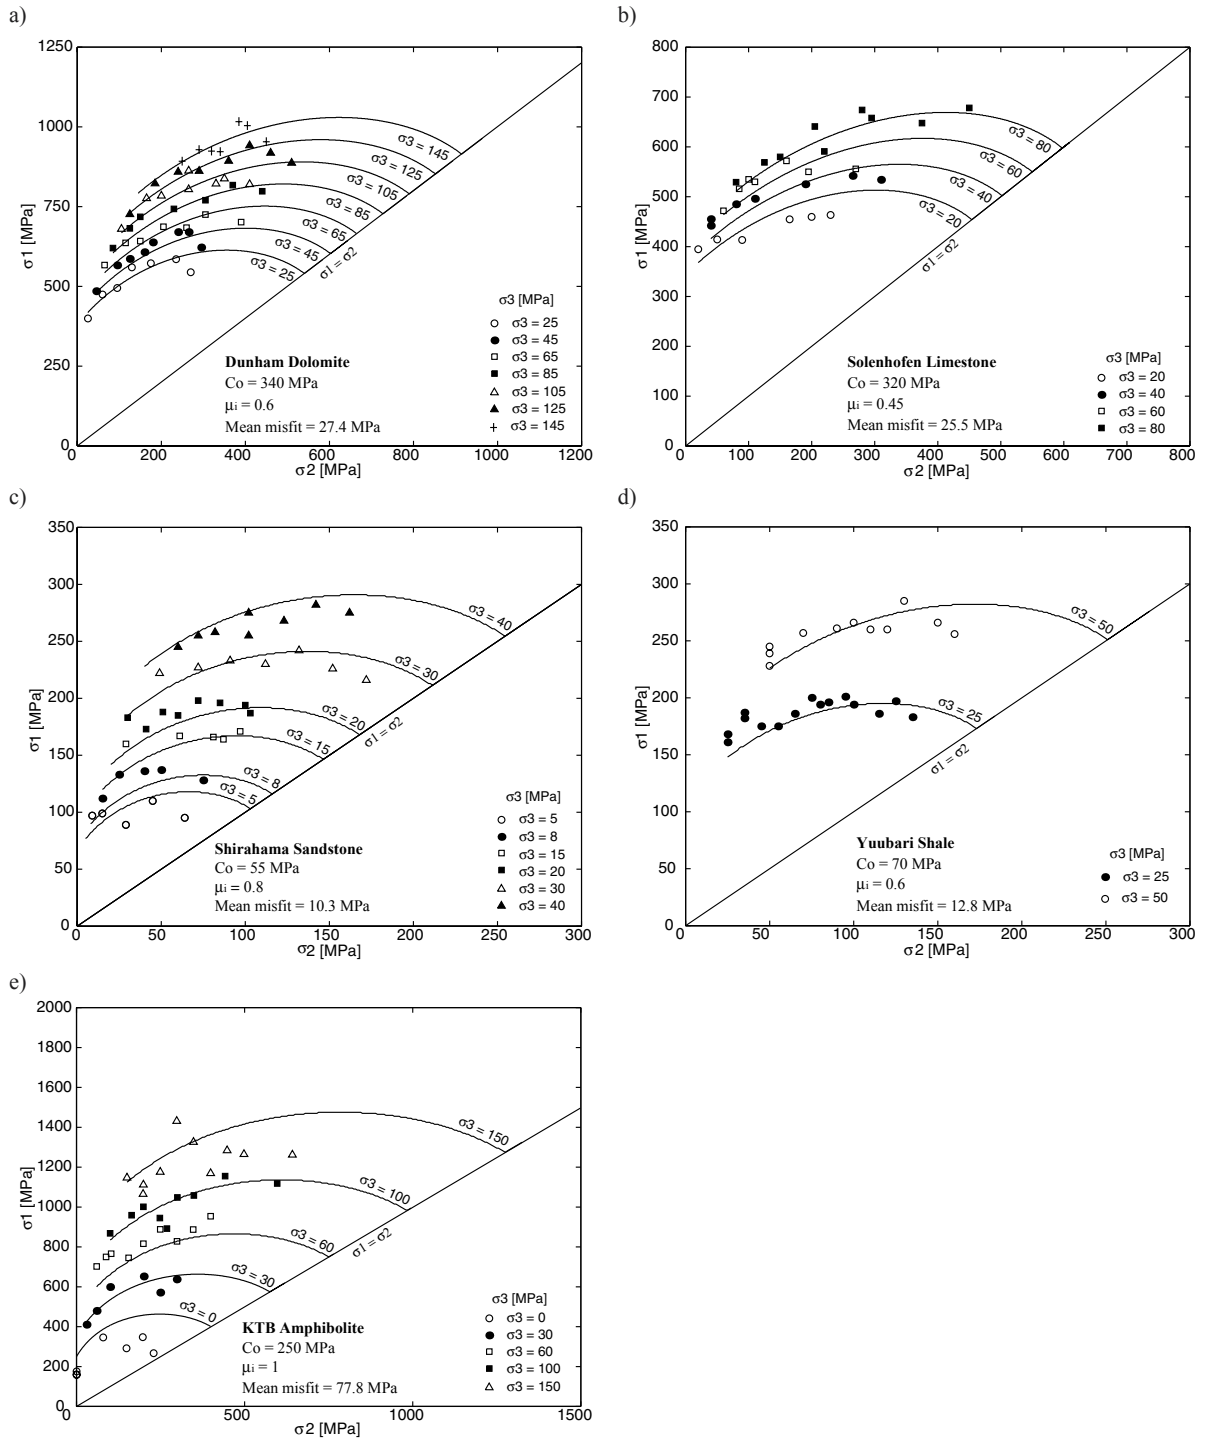 a)
1250
1000
750
500
250
0
σ1 [MPa]
σ3 = 145
σ3 = 125
σ3 = 105
σ3 = 85
σ3 = 65
σ3 = 45
σ3 = 25
σ1 = σ2
Dunham Dolomite
Co = 340 MPa
μi = 0.6
Mean misfit = 27.4 MPa
σ3 [MPa]
σ3 = 25
σ3 = 45
σ3 = 65
σ3 = 85
σ3 = 105
σ3 = 125
σ3 = 145
0 200 400 600 800 1000 1200
σ2 [MPa]
b)
800
700
600
500
400
300
200
100
0
σ1 [MPa]
σ3 = 80
σ3 = 60
σ3 = 40
σ3 = 20
σ1 = σ2
Solenhofen Limestone
Co = 320 MPa
μi = 0.45
Mean misfit = 25.5 MPa
σ3 [MPa]
σ3 = 20
σ3 = 40
σ3 = 60
σ3 = 80
0 100 200 300 400 500 600 700 800
σ2 [MPa]
c)
350
300
250
200
150
100
50
0
σ1 [MPa]
σ3 = 40
σ3 = 30
σ3 = 20
σ3 = 15
σ3 = 8
σ3 = 5
σ1 = σ2
Shirahama Sandstone
Co = 55 MPa
μi = 0.8
Mean misfit = 10.3 MPa
σ3 [MPa]
σ3 = 5
σ3 = 8
σ3 = 15
σ3 = 20
σ3 = 30
σ3 = 40
0 50 100 150 200 250 300
σ2 [MPa]
d)
350
300
250
200
150
100
50
0
σ1 [MPa]
σ3 = 50
σ3 = 25
σ1 = σ2
Yuubari Shale
Co = 70 MPa
μi = 0.6
Mean misfit = 12.8 MPa
σ3 [MPa]
σ3 = 25
σ3 = 50
0 50 100 150 200 250 300
σ2 [MPa]
e)
2000
1800
1600
1400
1200
1000
800
600
400
200
0
σ1 [MPa]
σ3 = 150
σ3 = 100
σ3 = 60
σ3 = 30
σ3 = 0
σ1 = σ2
KTB Amphibolite
Co = 250 MPa
μi = 1
Mean misfit = 77.8 MPa
σ3 [MPa]
σ3 = 0
σ3 = 30
σ3 = 60
σ3 = 100
σ3 = 150
0 500 1000 1500
σ2 [MPa]